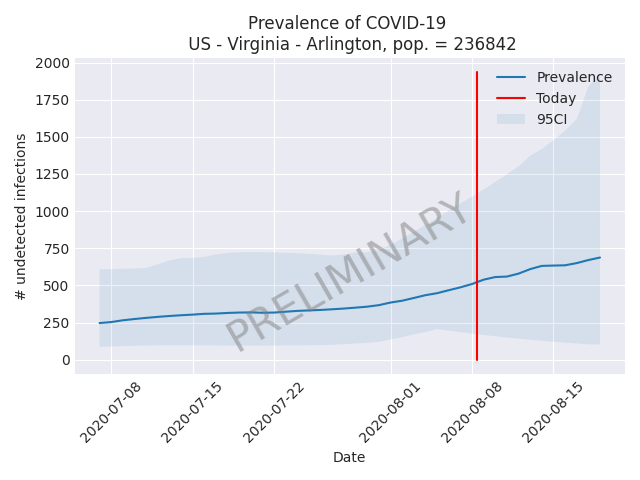 Prevalence of COVID-19
US - Virginia - Arlington, pop. = 236842
# undetected infections
2000
1750
1500
1250
1000
750
500
250
0
Prevalence
Today
95CI
PRELIMINARY
2020-07-08
2020-07-15
2020-07-22
2020-08-01
2020-08-08
2020-08-15
Date